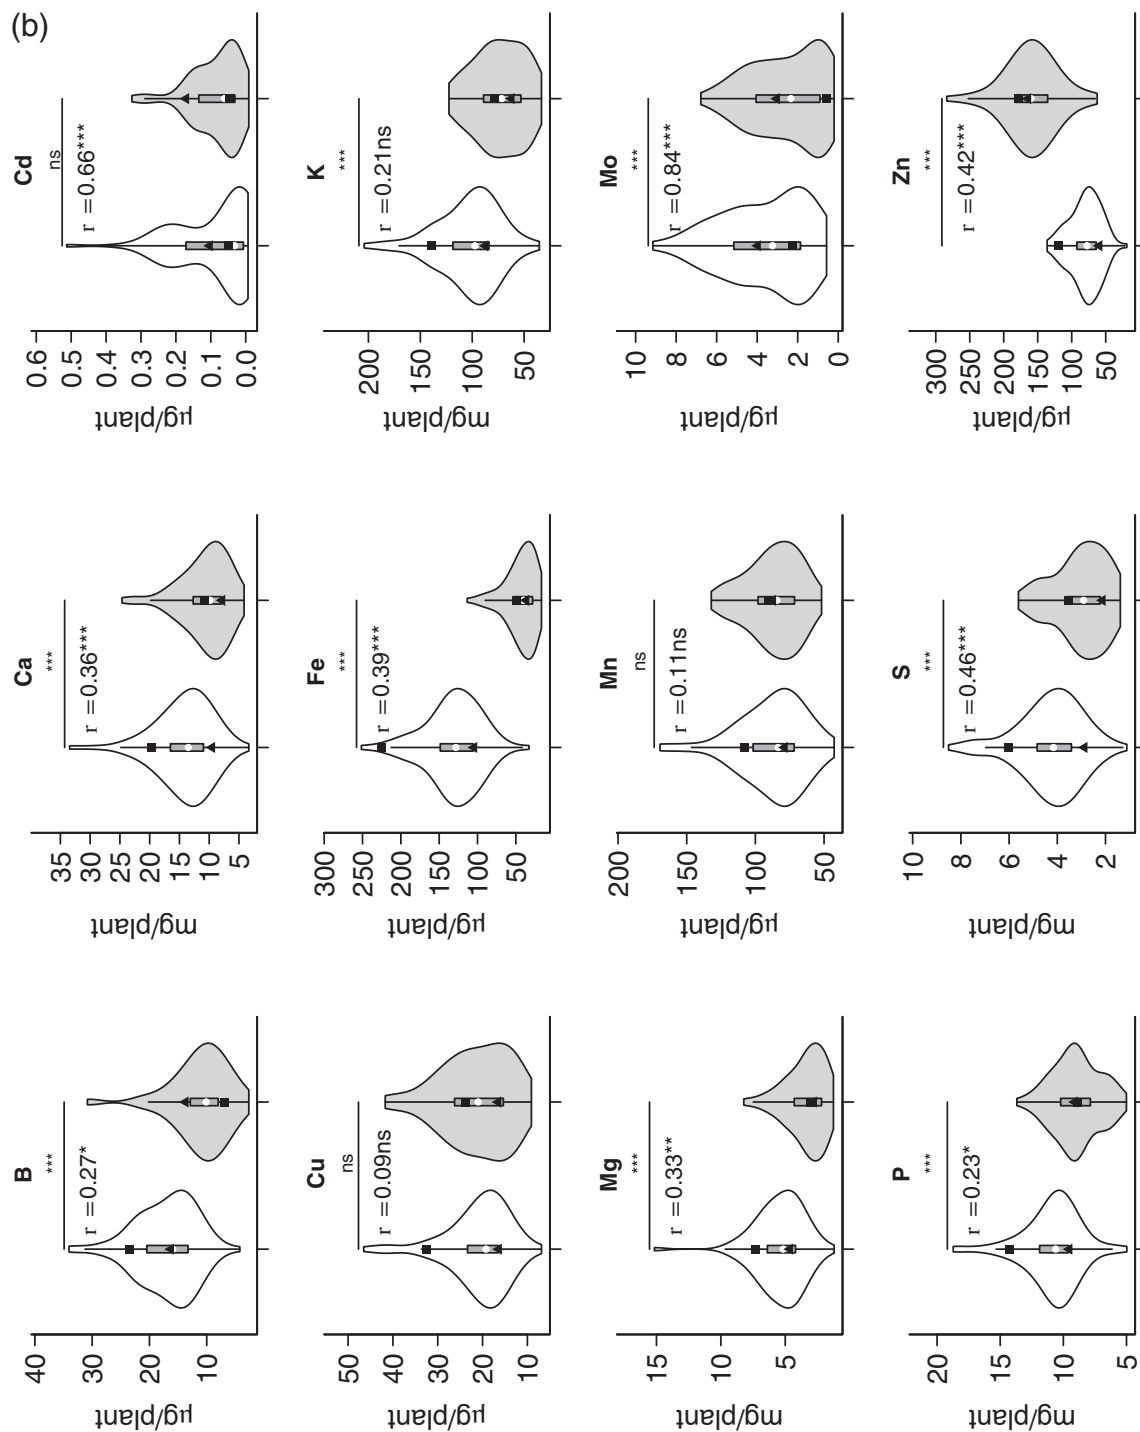 (b)
B
***
r = 0.27*
µg/plant
40
30
20
10
Ca
***
r = 0.36***
mg/plant
35
30
25
20
15
10
5
Cd
ns
r = 0.66***
µg/plant
0.6
0.5
0.4
0.3
0.2
0.1
0.0
Cu
ns
r = 0.09ns
µg/plant
50
40
30
20
10
Fe
***
r = 0.39***
µg/plant
300
250
200
150
100
50
K
***
r = 0.21ns
mg/plant
200
150
100
50
Mg
***
r = 0.33**
mg/plant
15
10
5
Mn
ns
r = 0.11ns
µg/plant
200
150
100
50
Mo
***
r = 0.84***
µg/plant
10
8
6
4
2
0
P
***
r = 0.23*
mg/plant
20
15
10
5
S
***
r = 0.46***
mg/plant
10
8
6
4
2
Zn
***
r = 0.42***
µg/plant
300
250
200
150
100
50